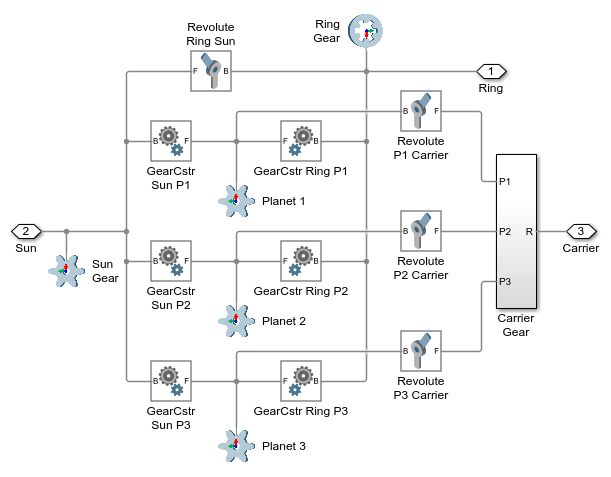 Revolute
Ring Sun
F B
Ring
Gear
1
Ring
B F
Revolute
P1 Carrier
B F
GearCstr
Sun P1
F B
GearCstr Ring P1
Planet 1
P1
2
Sun
Sun
Gear
B F
Revolute
P2 Carrier
P2
R
3
Carrier
B F
GearCstr
Sun P2
F B
GearCstr Ring P2
P3
Carrier
Gear
Planet 2
B F
Revolute
P3 Carrier
B F
GearCstr
Sun P3
F B
GearCstr Ring P3
Planet 3